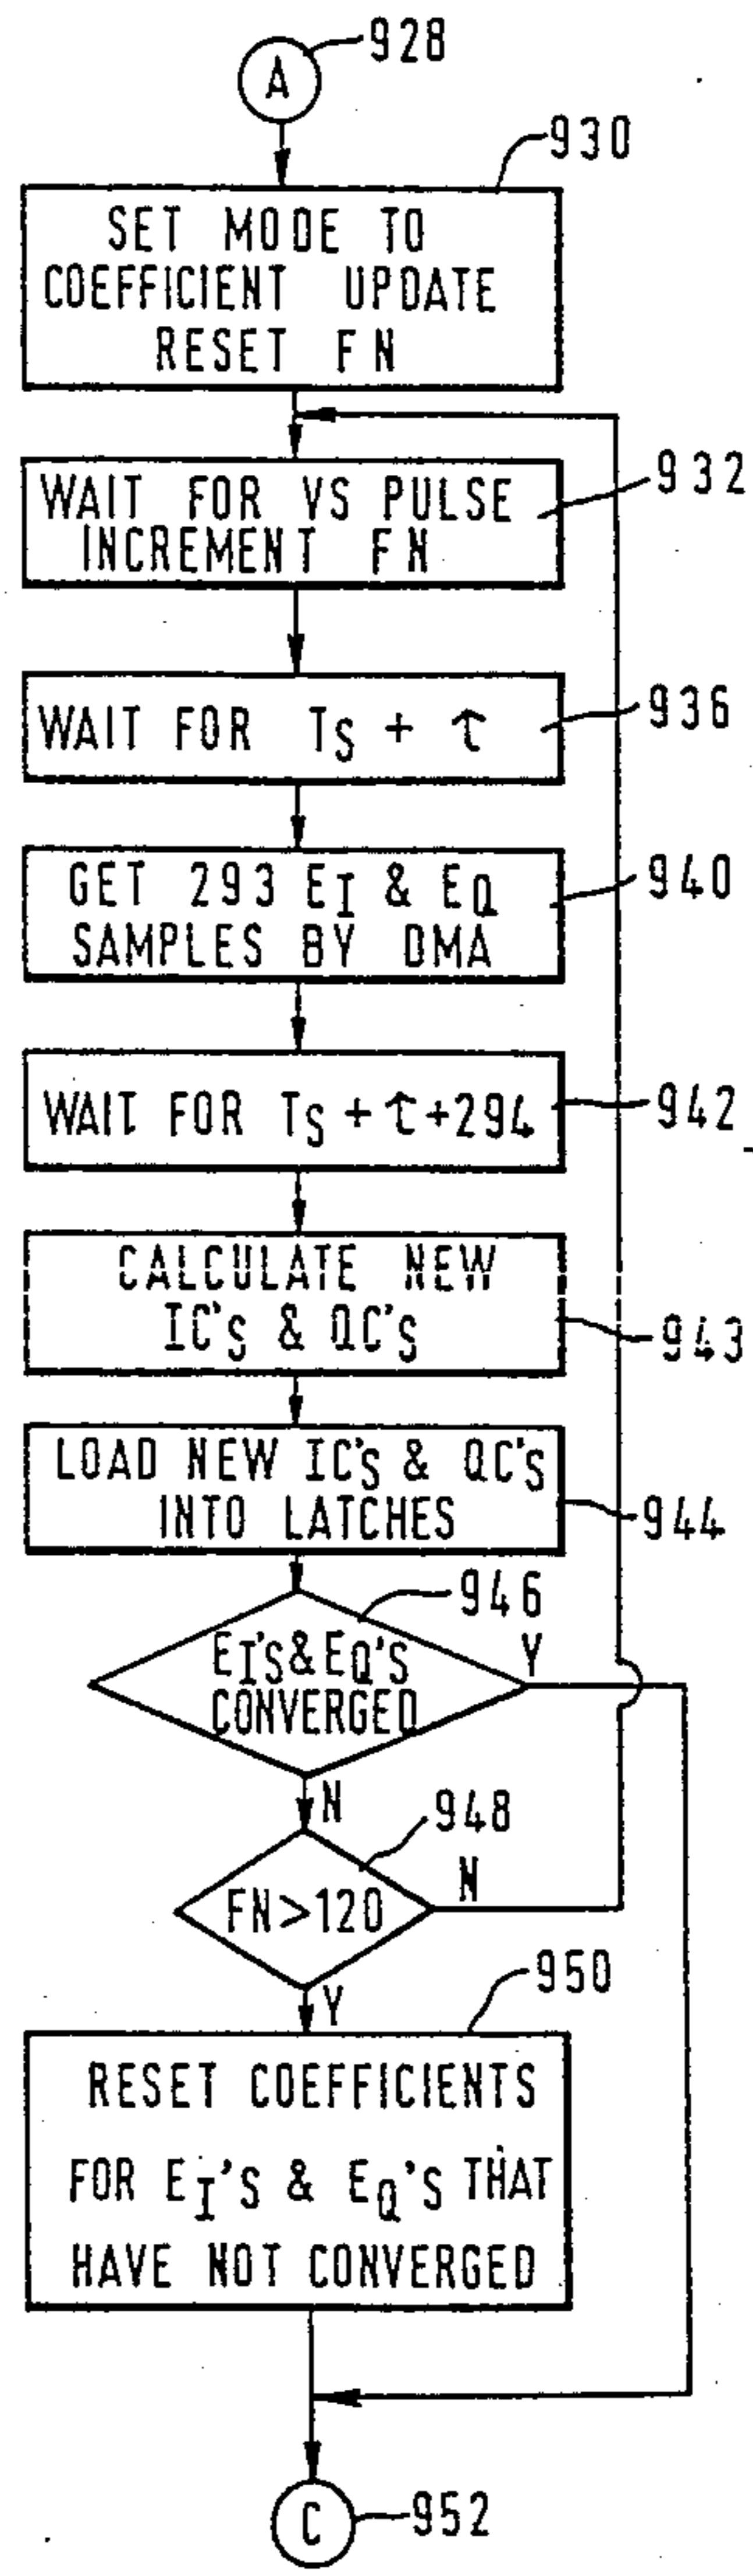 928
A
930
SET MODE TO
COEFFICIENT UPDATE
RESET FN
932
WAIT FOR VS PULSE
INCREMENT FN
936
WAIT FOR TS + τ
940
GET 293 EI & EQ
SAMPLES BY DMA
942
WAIT FOR TS + τ + 294
943
CALCULATE NEW
IC'S & QC'S
LOAD NEW IC'S & QC'S
INTO LATCHES
944
946
EI'S & EQ'S
CONVERGED
Y
N
948
FN > 120
N
Y
950
RESET COEFFICIENTS
FOR EI'S & EQ'S THAT
HAVE NOT CONVERGED
C
952